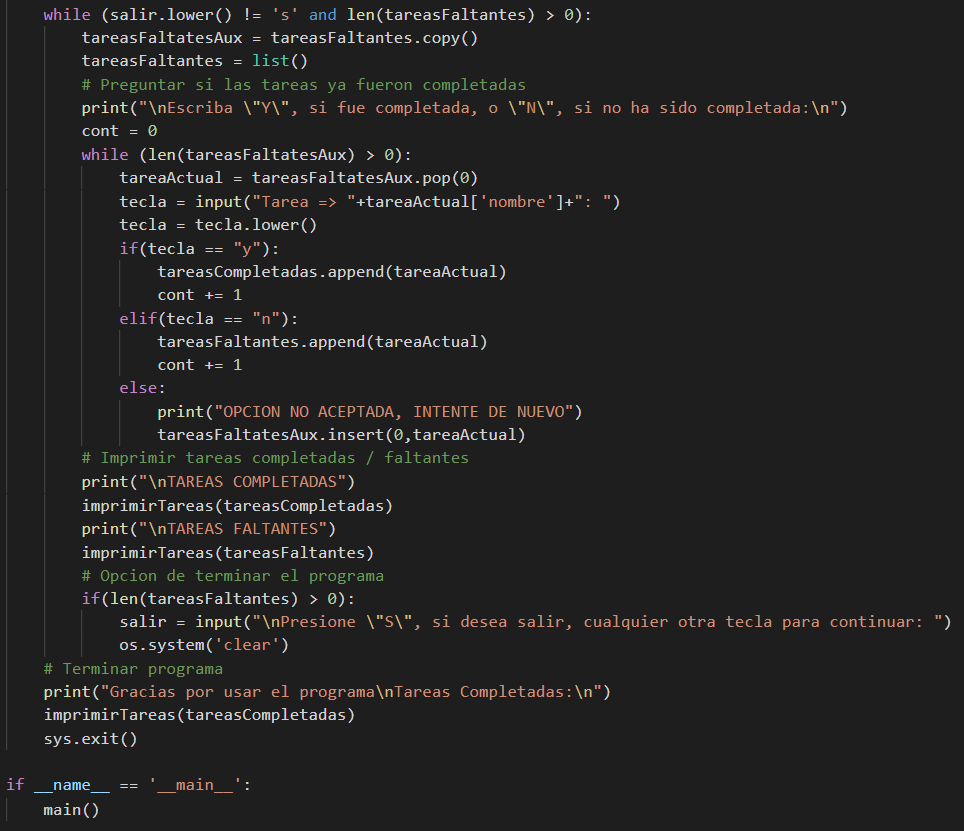 while (salir.lower() != 's' and len(tareasFaltantes) > 0):
tareasFaltatesAux = tareasFaltantes.copy()
tareasFaltantes = list()
# Preguntar si las tareas ya fueron completadas
print("\nEscriba \"Y\", si fue completada, o \"N\", si no ha sido completada:\n")
cont = 0
while (len(tareasFaltatesAux) > 0):
tareaActual = tareasFaltatesAux.pop(0)
tecla = input("Tarea => "+tareaActual['nombre']+": ")
tecla = tecla.lower()
if(tecla == "y"):
tareasCompletadas.append(tareaActual)
cont += 1
elif(tecla == "n"):
tareasFaltantes.append(tareaActual)
cont += 1
else:
print("OPCION NO ACEPTADA, INTENTE DE NUEVO")
tareasFaltatesAux.insert(0,tareaActual)
# Imprimir tareas completadas / faltantes
print("\nTAREAS COMPLETADAS")
imprimirTareas(tareasCompletadas)
print("\nTAREAS FALTANTES")
imprimirTareas(tareasFaltantes)
# Opcion de terminar el programa
if(len(tareasFaltantes) > 0):
salir = input("\nPresione \"S\", si desea salir, cualquier otra tecla para continuar: ")
os.system('clear')
# Terminar programa
print("Gracias por usar el programa\nTareas Completadas:\n")
imprimirTareas(tareasCompletadas)
sys.exit()
if __name__ == '__main__':
main()